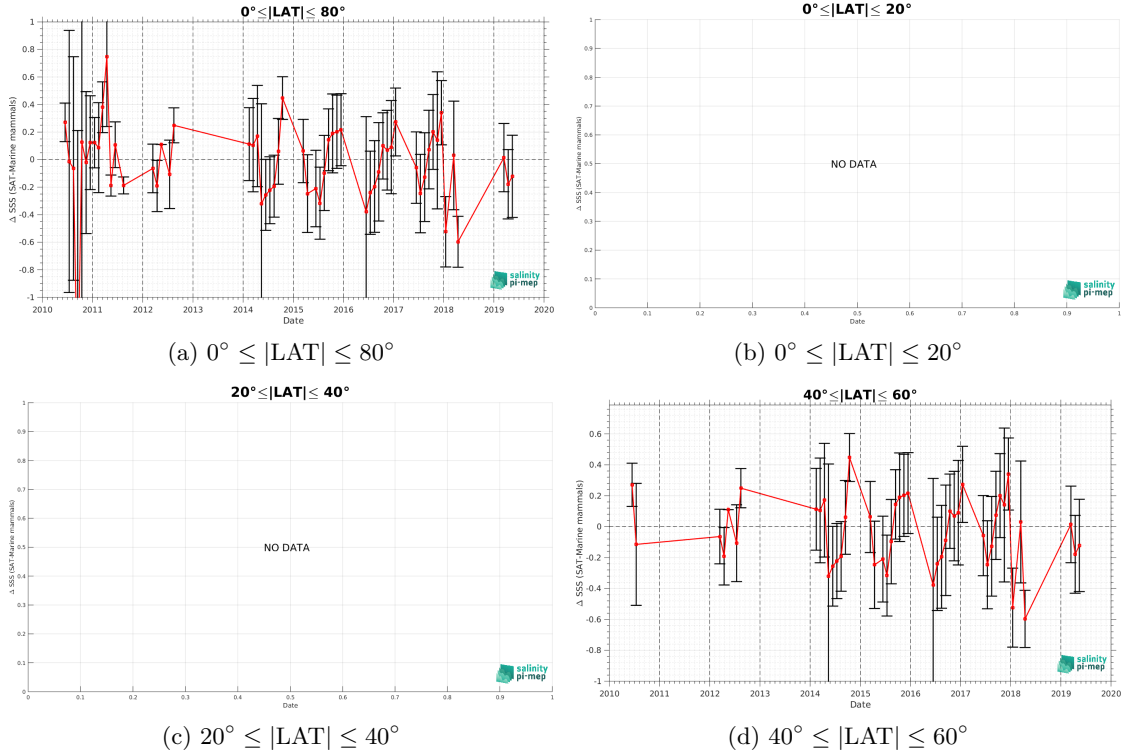 0°≤|LAT|≤ 80°
Δ SSS (SAT-Marine mammals)
1
0.8
0.6
0.4
0.2
0
-0.2
-0.4
-0.6
-0.8
-1
2010 2011 2012 2013 2014 2015 2016 2017 2018 2019 2020
Date
salinity
pi-mep
(a) 0° ≤ |LAT| ≤ 80°
0°≤|LAT|≤ 20°
Δ SSS (SAT-Marine mammals)
1
0.9
0.8
0.7
0.6
0.5
0.4
0.3
0.2
0.1
0
NO DATA
0 0.1 0.2 0.3 0.4 0.5 0.6 0.7 0.8 0.9 1
Date
salinity
pi-mep
(b) 0° ≤ |LAT| ≤ 20°
20°≤|LAT|≤ 40°
Δ SSS (SAT-Marine mammals)
1
0.9
0.8
0.7
0.6
0.5
0.4
0.3
0.2
0.1
0
NO DATA
0 0.1 0.2 0.3 0.4 0.5 0.6 0.7 0.8 0.9 1
Date
salinity
pi-mep
(c) 20° ≤ |LAT| ≤ 40°
40°≤|LAT|≤ 60°
Δ SSS (SAT-Marine mammals)
0.6
0.4
0.2
0
-0.2
-0.4
-0.6
-0.8
-1
2010 2011 2012 2013 2014 2015 2016 2017 2018 2019 2020
Date
salinity
pi-mep
(d) 40° ≤ |LAT| ≤ 60°